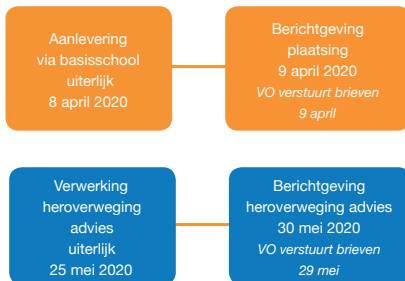 Aanlevering
via basisschool
uiterlijk
8 april 2020
Berichtgeving
plaatsing
9 april 2020
VO verstuurt brieven
9 april
Verwerking
heroverweging
advies
uiterlijk
25 mei 2020
Berichtgeving
heroverweging advies
30 mei 2020
VO verstuurt brieven
29 mei